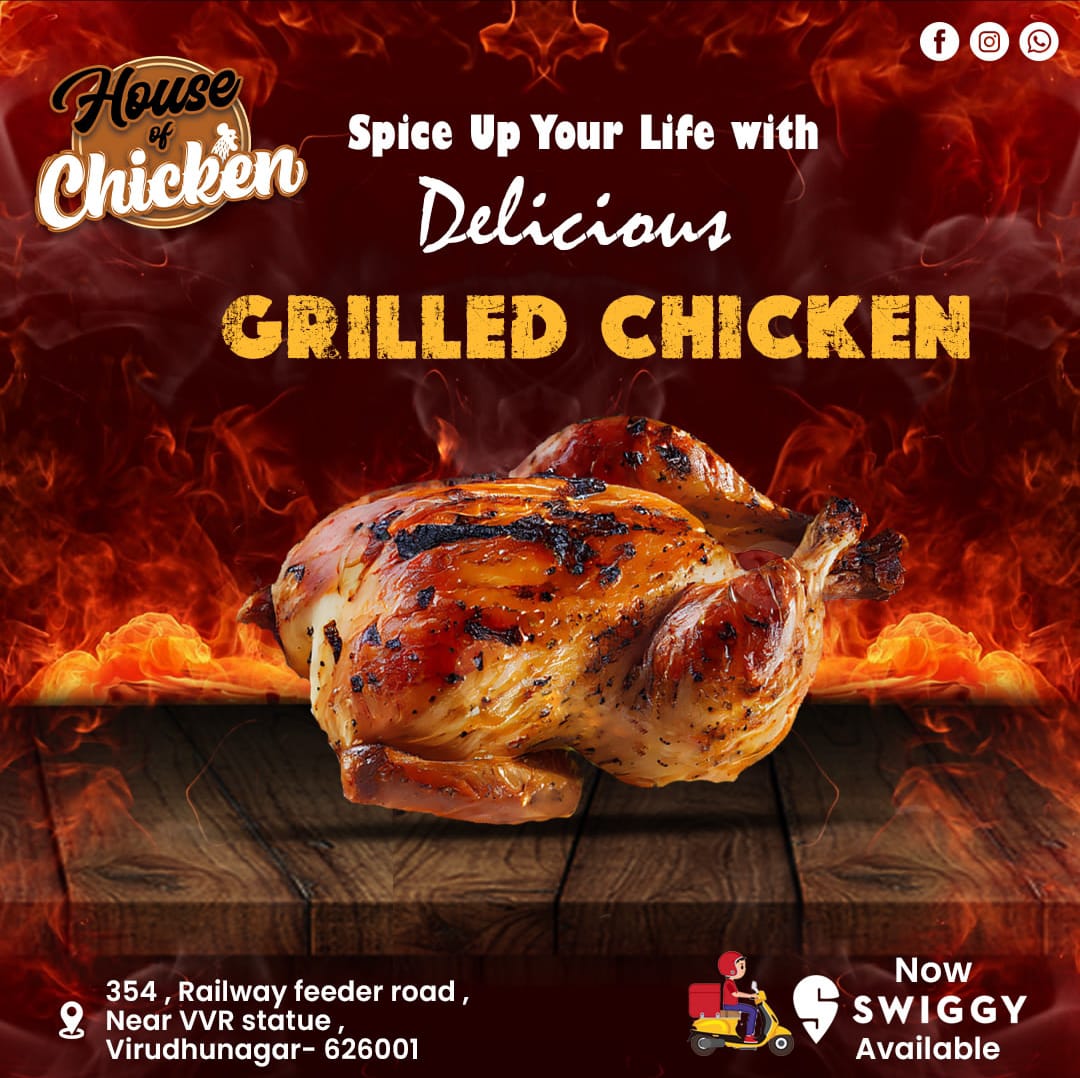 House
of
Chicken
Spice Up Your Life with
Delicious
GRILLED CHICKEN
354 , Railway feeder road ,
Near VVR statue ,
Virudhunagar- 626001
Now
SWIGGY
Available